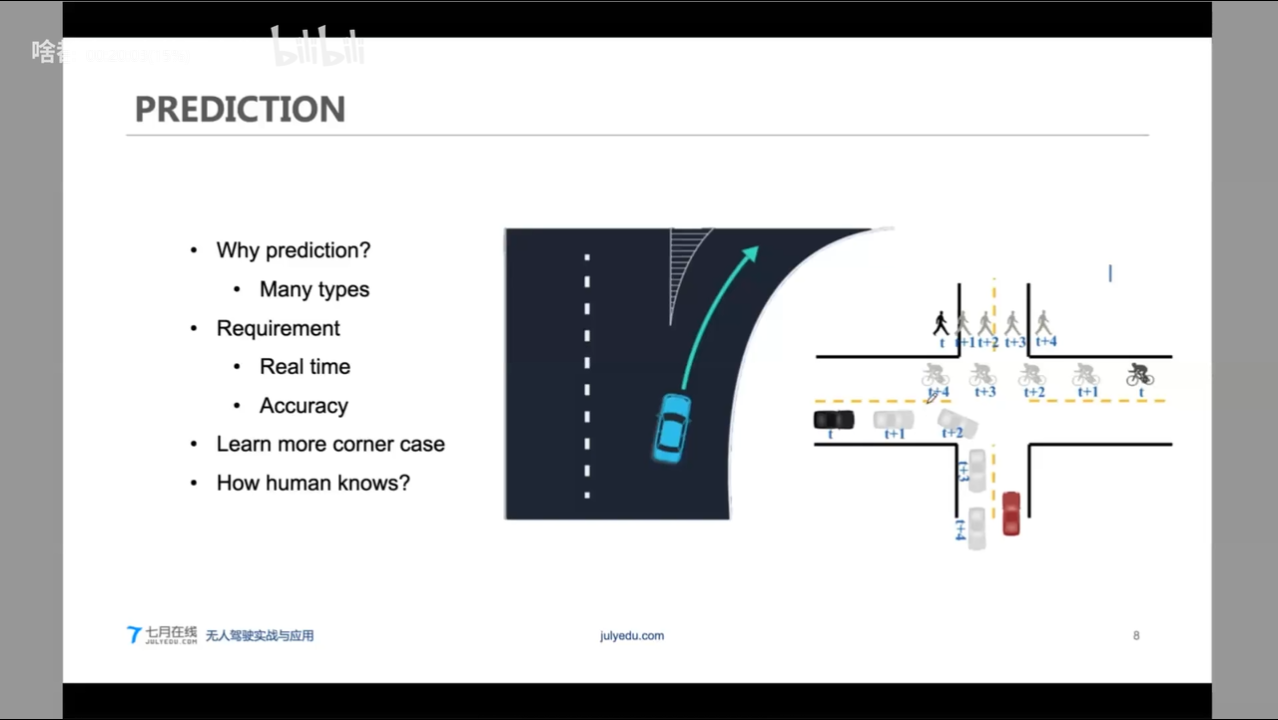 bilibili
PREDICTION
• Why prediction?
• Many types
• Requirement
• Real time
• Accuracy
• Learn more corner case
• How human knows?
t t+1 t+2 t+3 t+4
t+4 t+3 t+2 t+1 t
t t+1 t+2
t+3
t+4
七月在线
JULYEDU.COM
无人驾驶实战与应用
julyedu.com
8